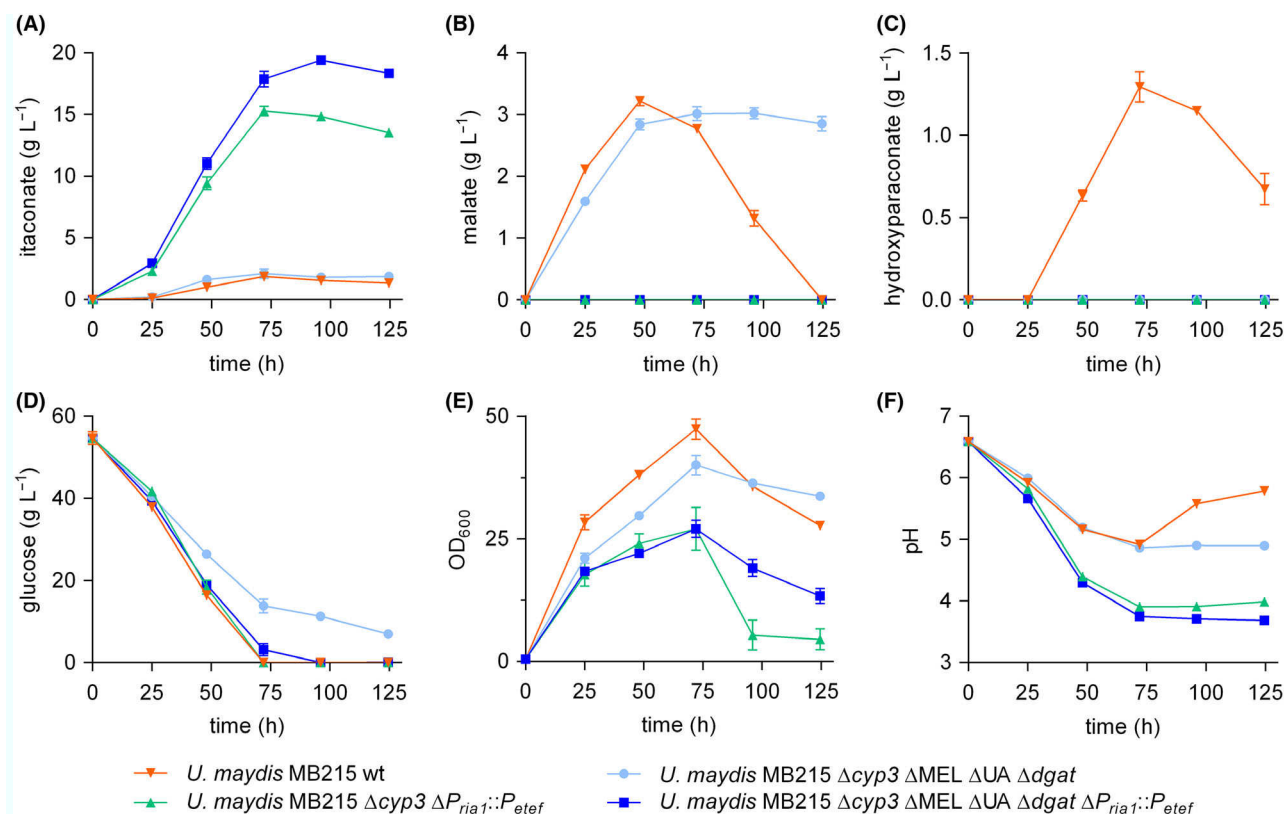 (A)
20
15
10
5
0
itaconate (g L⁻¹)
0 25 50 75 100 125
time (h)
(B)
4
3
2
1
0
malate (g L⁻¹)
0 25 50 75 100 125
time (h)
(C)
1.5
1.0
0.5
0.0
hydroxyparaconate (g L⁻¹)
0 25 50 75 100 125
time (h)
(D)
60
40
20
0
glucose (g L⁻¹)
0 25 50 75 100 125
time (h)
(E)
50
25
0
OD₆₀₀
0 25 50 75 100 125
time (h)
(F)
7
6
5
4
3
pH
0 25 50 75 100 125
time (h)
U. maydis MB215 wt
U. maydis MB215 Δcyp3 ΔMEL ΔUA Δdgat
U. maydis MB215 Δcyp3 ΔPria1::Petef
U. maydis MB215 Δcyp3 ΔMEL ΔUA Δdgat ΔPria1::Petef